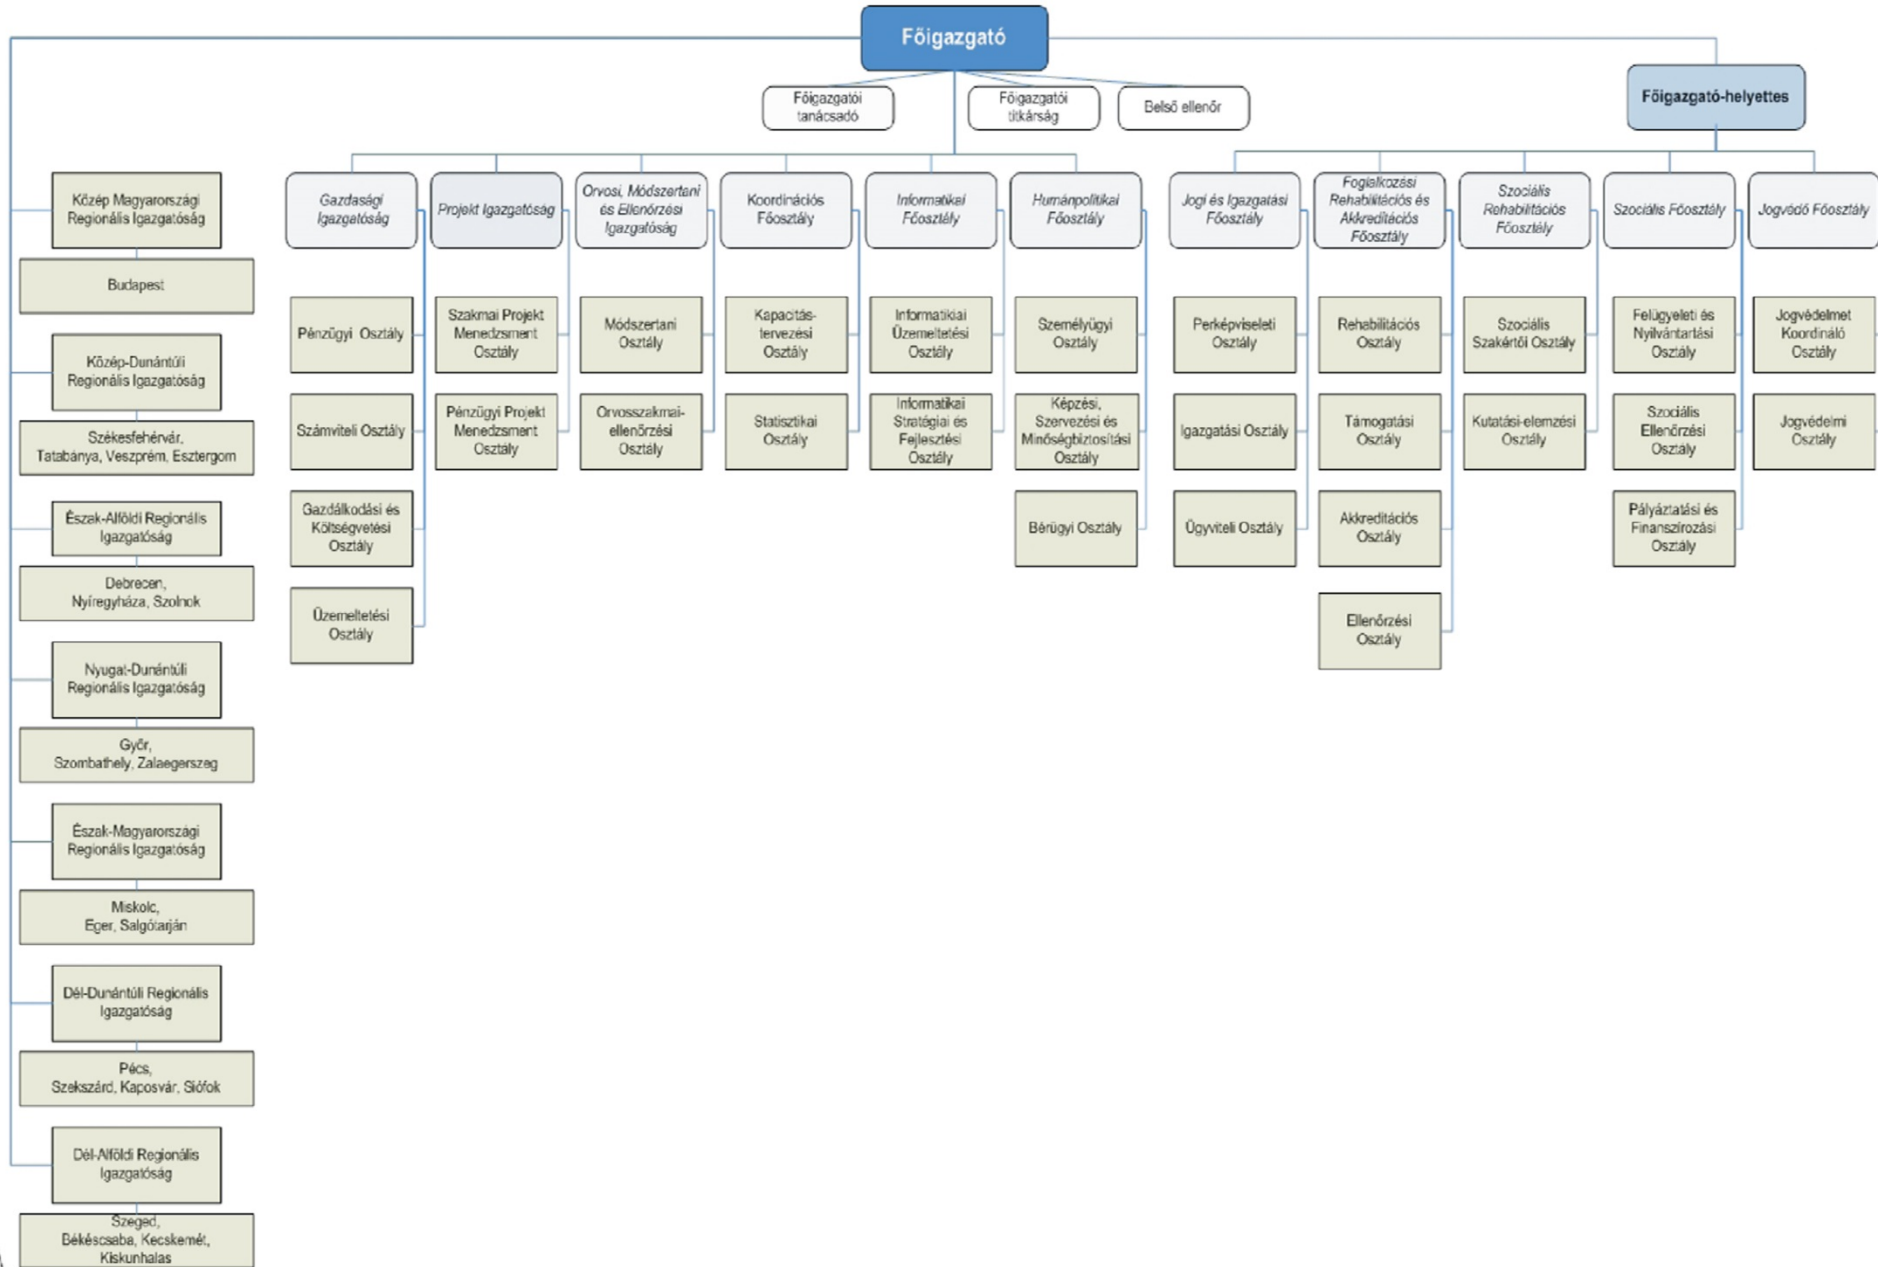 Főigazgató
Főigazgatói
tanácsadó
Főigazgatói
titkárság
Belső ellenőr
Főigazgató-helyettes
Közép Magyarországi
Regionális Igazgatóság
Budapest
Közép-Dunántúli
Regionális Igazgatóság
Székesfehérvár,
Tatabánya, Veszprém, Esztergom
Észak-Alföldi Regionális
Igazgatóság
Debrecen,
Nyíregyháza, Szolnok
Nyugat-Dunántúli
Regionális Igazgatóság
Győr,
Szombathely, Zalaegerszeg
Észak-Magyarországi
Regionális Igazgatóság
Miskolc,
Eger, Salgótarján
Dél-Dunántúli Regionális
Igazgatóság
Pécs,
Szekszárd, Kaposvár, Siófok
Dél-Alföldi Regionális
Igazgatóság
Szeged,
Békéscsaba, Kecskemét,
Kiskunhalas
Gazdasági
Igazgatóság
Pénzügyi Osztály
Számviteli Osztály
Gazdálkodási és
Költségvetési
Osztály
Üzemeltetési
Osztály
Projekt Igazgatóság
Szakmai Projekt
Menedzsment
Osztály
Pénzügyi Projekt
Menedzsment
Osztály
Orvosi, Módszertani
és Ellenőrzési
Igazgatóság
Módszertani
Osztály
Orvosszakmai-
ellenőrzési
Osztály
Koordinációs
Főosztály
Kapacitás-
tervezési
Osztály
Statisztikai
Osztály
Informatikai
Főosztály
Informatikiai
Üzemeltetési
Osztály
Informatikai
Stratégiai és
Fejlesztési
Osztály
Humánpolitikai
Főosztály
Személyügyi
Osztály
Képzési,
Szervezési és
Minőségbiztosítási
Osztály
Bérügyi Osztály
Jogi és Igazgatási
Főosztály
Perképviseleti
Osztály
Igazgatási Osztály
Ügyviteli Osztály
Foglalkozási
Rehabilitációs és
Akkreditációs
Főosztály
Rehabilitációs
Osztály
Támogatási
Osztály
Akkreditációs
Osztály
Ellenőrzési
Osztály
Szociális
Rehabilitációs
Főosztály
Szociális
Szakértői Osztály
Kutatási-elemzési
Osztály
Szociális Főosztály
Felügyeleti és
Nyilvántartási
Osztály
Szociális
Ellenőrzési
Osztály
Pályáztatási és
Finanszírozási
Osztály
Jogvédő Főosztály
Jogvédelmet
Koordináló
Osztály
Jogvédelmi
Osztály